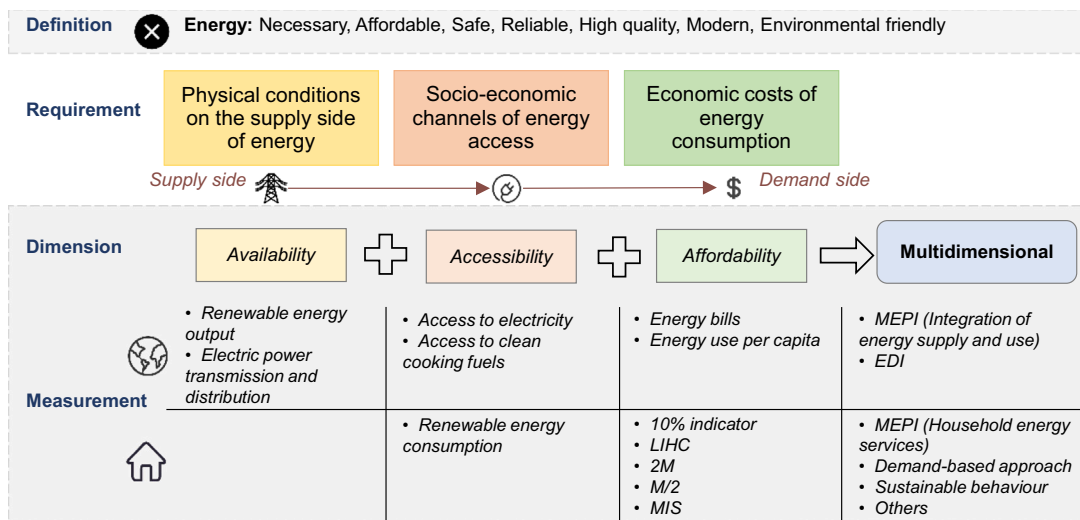 Definition
Energy: Necessary, Affordable, Safe, Reliable, High quality, Modern, Environmental friendly
Requirement
Physical conditions
on the supply side
of energy
Socio-economic
channels of energy
access
Economic costs of
energy
consumption
Supply side
$
Demand side
Dimension
Availability
Accessibility
Affordability
Multidimensional
Measurement
• Renewable energy
output
• Electric power
transmission and
distribution
• Access to electricity
• Access to clean
cooking fuels
• Energy bills
• Energy use per capita
• MEPI (Integration of
energy supply and use)
• EDI
• Renewable energy
consumption
• 10% indicator
• LIHC
• 2M
• M/2
• MIS
• MEPI (Household energy
services)
• Demand-based approach
• Sustainable behaviour
• Others